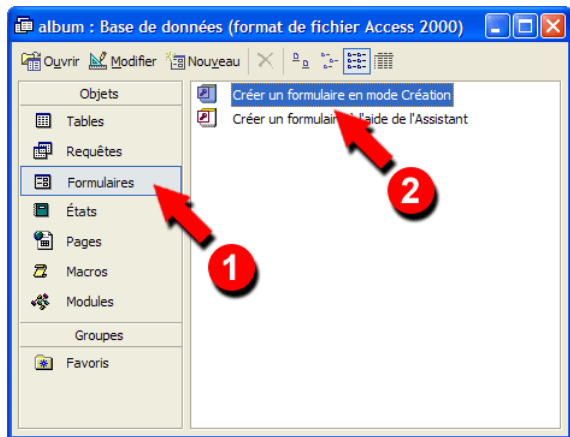 album : Base de données (format de fichier Access 2000)
Ouvrir Modifier Nouveau
Objets
Tables
Requêtes
Formulaires
États
Pages
Macros
Modules
Groupes
Favoris
Créer un formulaire en mode Création
Créer un formulaire à l'aide de l'Assistant
1
2